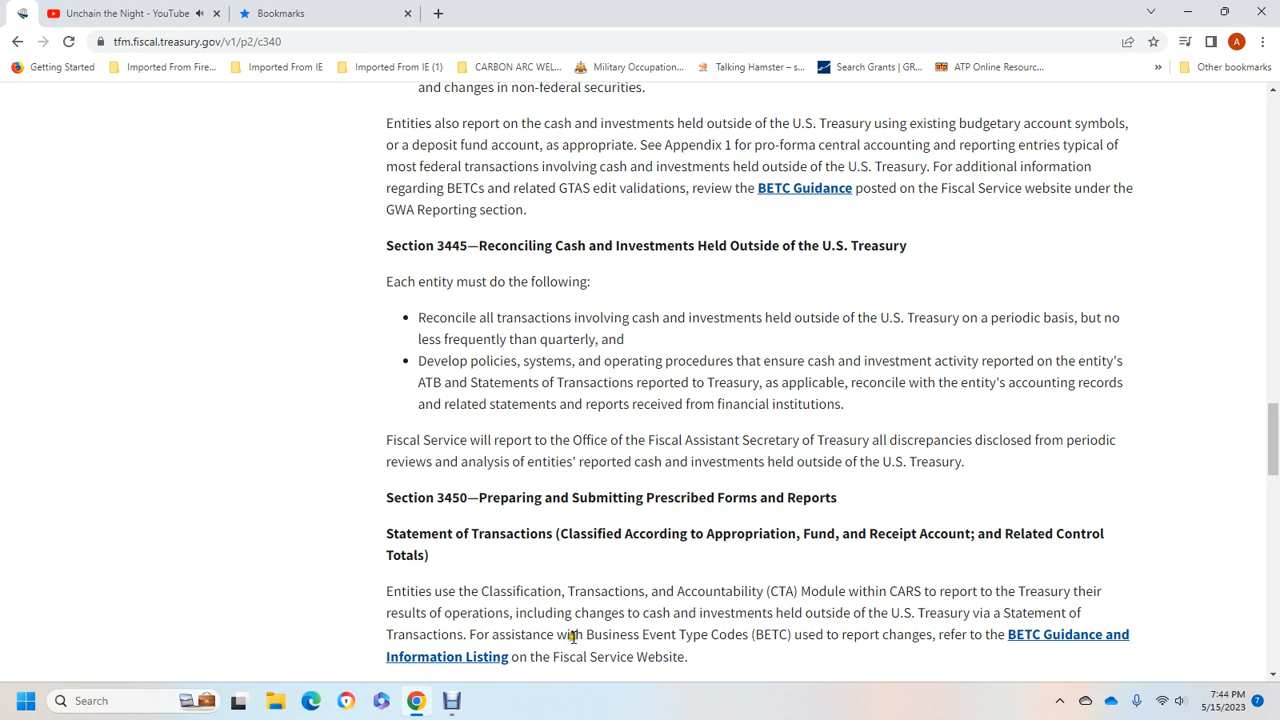 Unchain the Night - YouTube
Bookmarks
tfm.fiscal.treasury.gov/v1/p2/c340
A
Getting Started
Imported From Fire...
Imported From IE
Imported From IE (1)
CARBON ARC WEL...
Military Occupation...
Talking Hamster – s...
Search Grants | GR...
ATP Online Resourc...
»
Other bookmarks
and changes in non-federal securities.
Entities also report on the cash and investments held outside of the U.S. Treasury using existing budgetary account symbols,
or a deposit fund account, as appropriate. See Appendix 1 for pro-forma central accounting and reporting entries typical of
most federal transactions involving cash and investments held outside of the U.S. Treasury. For additional information
regarding BETCs and related GTAS edit validations, review the BETC Guidance posted on the Fiscal Service website under the
GWA Reporting section.
Section 3445—Reconciling Cash and Investments Held Outside of the U.S. Treasury
Each entity must do the following:
• Reconcile all transactions involving cash and investments held outside of the U.S. Treasury on a periodic basis, but no
less frequently than quarterly, and
• Develop policies, systems, and operating procedures that ensure cash and investment activity reported on the entity's
ATB and Statements of Transactions reported to Treasury, as applicable, reconcile with the entity's accounting records
and related statements and reports received from financial institutions.
Fiscal Service will report to the Office of the Fiscal Assistant Secretary of Treasury all discrepancies disclosed from periodic
reviews and analysis of entities' reported cash and investments held outside of the U.S. Treasury.
Section 3450—Preparing and Submitting Prescribed Forms and Reports
Statement of Transactions (Classified According to Appropriation, Fund, and Receipt Account; and Related Control
Totals)
Entities use the Classification, Transactions, and Accountability (CTA) Module within CARS to report to the Treasury their
results of operations, including changes to cash and investments held outside of the U.S. Treasury via a Statement of
Transactions. For assistance with Business Event Type Codes (BETC) used to report changes, refer to the BETC Guidance and
Information Listing on the Fiscal Service Website.
Search
7:44 PM
5/15/2023
7